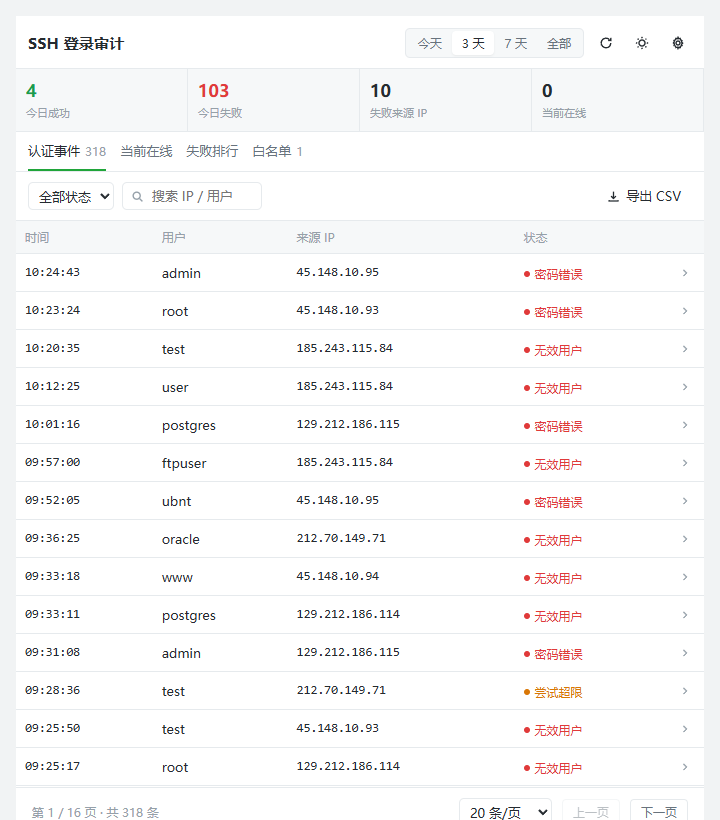 SSH 登录审计 今天 3 天 7 天 全部
4 103 10 0
今日成功 今日失败 失败来源 IP 当前在线
认证事件 318 当前在线 失败排行 白名单 1
全部状态 搜索 IP / 用户 导出 CSV
时间 用户 来源 IP 状态
10:24:43 admin 45.148.10.95 密码错误
10:23:24 root 45.148.10.93 密码错误
10:20:35 test 185.243.115.84 无效用户
10:12:25 user 185.243.115.84 无效用户
10:01:16 postgres 129.212.186.115 密码错误
09:57:00 ftpuser 185.243.115.84 无效用户
09:52:05 ubnt 45.148.10.95 密码错误
09:36:25 oracle 212.70.149.71 无效用户
09:33:18 www 45.148.10.94 无效用户
09:33:11 postgres 129.212.186.114 无效用户
09:31:08 admin 129.212.186.115 密码错误
09:28:36 test 212.70.149.71 尝试超限
09:25:50 test 45.148.10.93 无效用户
09:25:17 root 129.212.186.114 无效用户
第 1 / 16 页 · 共 318 条 20 条/页 上一页 下一页